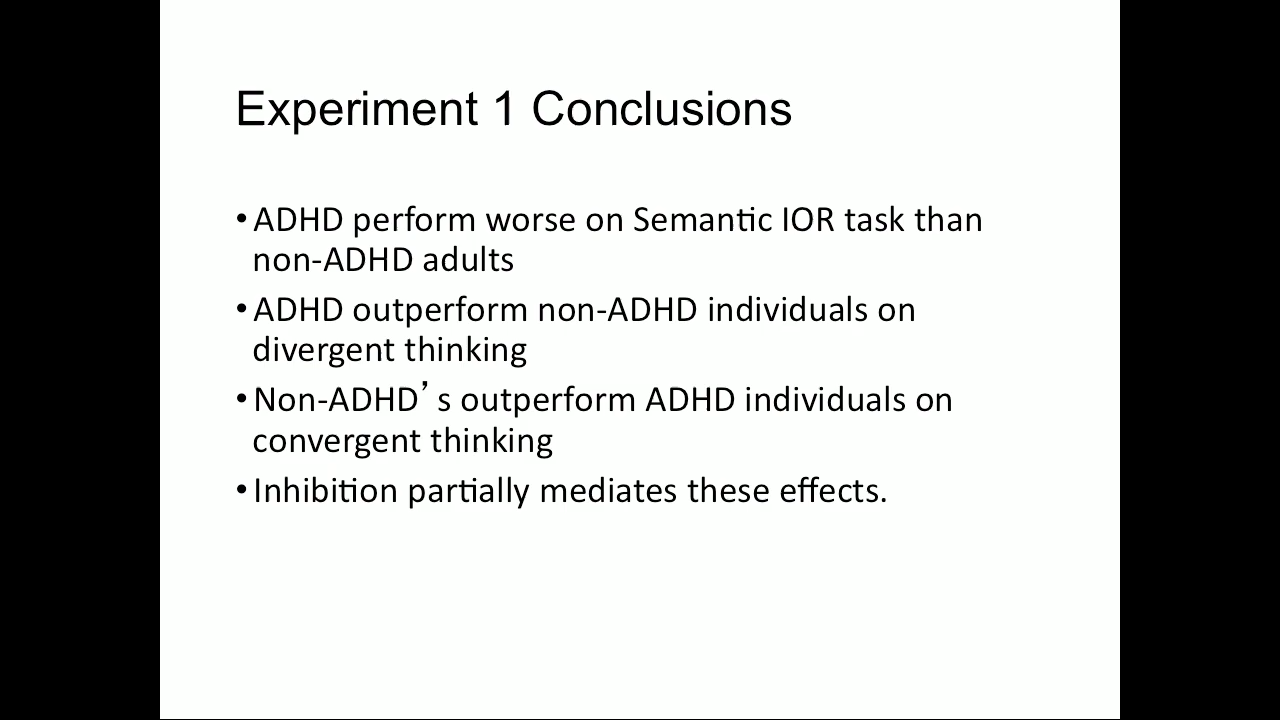 Experiment 1 Conclusions
•ADHD perform worse on Semantic IOR task than
non-ADHD adults
•ADHD outperform non-ADHD individuals on
divergent thinking
•Non-ADHD’s outperform ADHD individuals on
convergent thinking
•Inhibition partially mediates these effects.